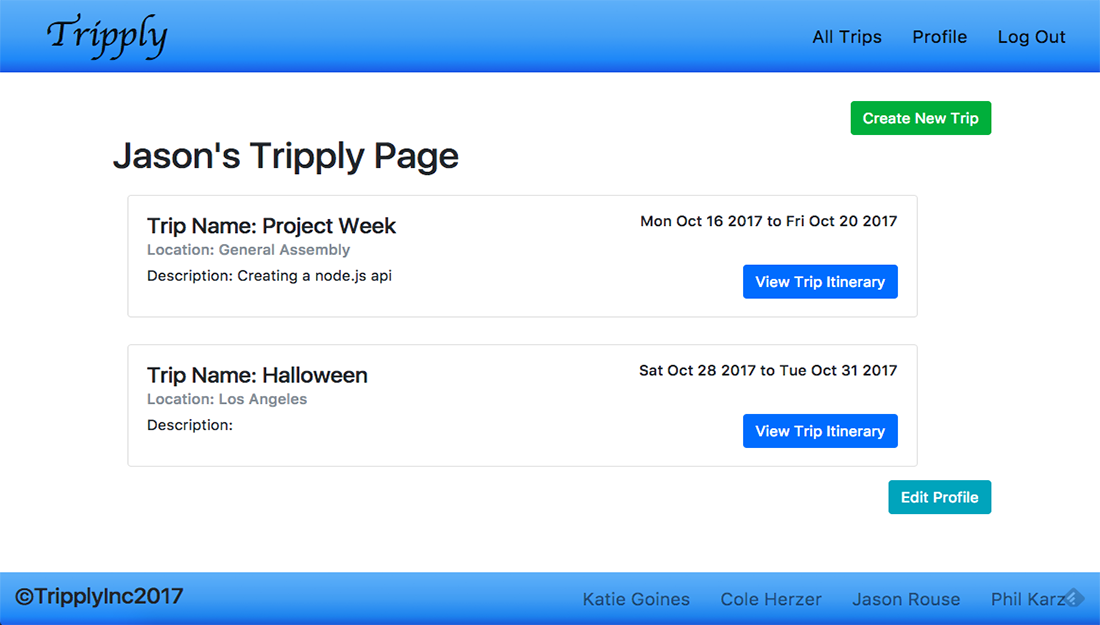 Tripply
All Trips Profile Log Out
Create New Trip
Jason's Tripply Page
Trip Name: Project Week
Mon Oct 16 2017 to Fri Oct 20 2017
Location: General Assembly
Description: Creating a node.js api
View Trip Itinerary
Trip Name: Halloween
Sat Oct 28 2017 to Tue Oct 31 2017
Location: Los Angeles
Description:
View Trip Itinerary
Edit Profile
©TripplyInc2017
Katie Goines Cole Herzer Jason Rouse Phil Karz